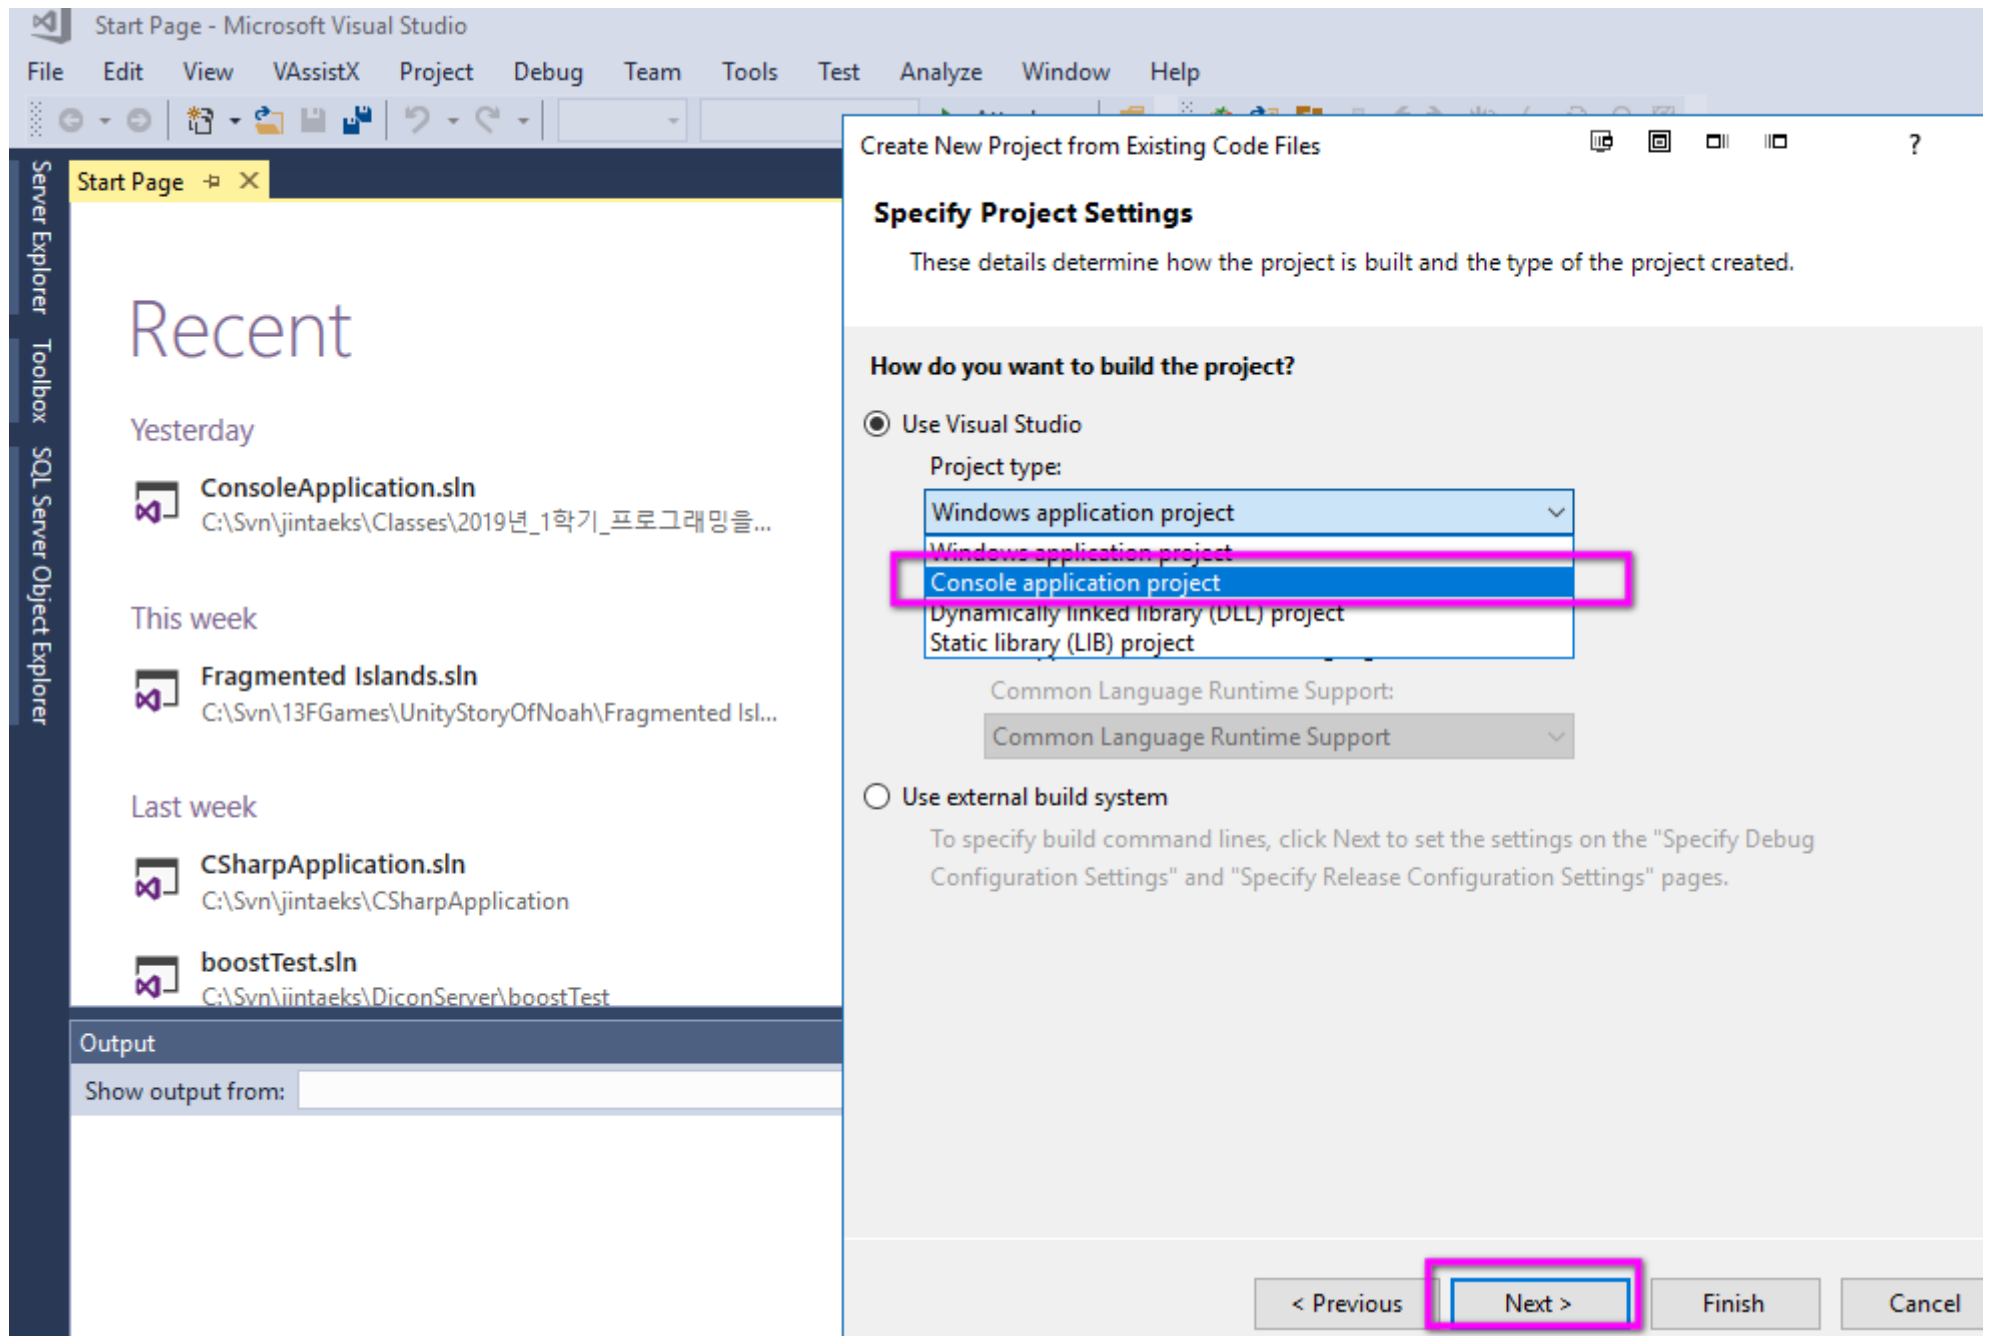 Start Page - Microsoft Visual Studio
File Edit View VAssistX Project Debug Team Tools Test Analyze Window Help
Server Explorer
Toolbox
SQL Server Object Explorer
Start Page
Recent
Yesterday
ConsoleApplication.sln
C:\Svn\jintaeks\Classes\2019년_1학기_프로그래밍을...
This week
Fragmented Islands.sln
C:\Svn\13FGames\UnityStoryOfNoah\Fragmented Isl...
Last week
CSharpApplication.sln
C:\Svn\jintaeks\CSharpApplication
boostTest.sln
C:\Svn\jintaeks\DiconServer\boostTest
Output
Show output from:
Create New Project from Existing Code Files ?
Specify Project Settings
These details determine how the project is built and the type of the project created.
How do you want to build the project?
Use Visual Studio
Project type:
Windows application project
Windows application project
Console application project
Dynamically linked library (DLL) project
Static library (LIB) project
Common Language Runtime Support:
Common Language Runtime Support
Use external build system
To specify build command lines, click Next to set the settings on the "Specify Debug
Configuration Settings" and "Specify Release Configuration Settings" pages.
< Previous Next > Finish Cancel